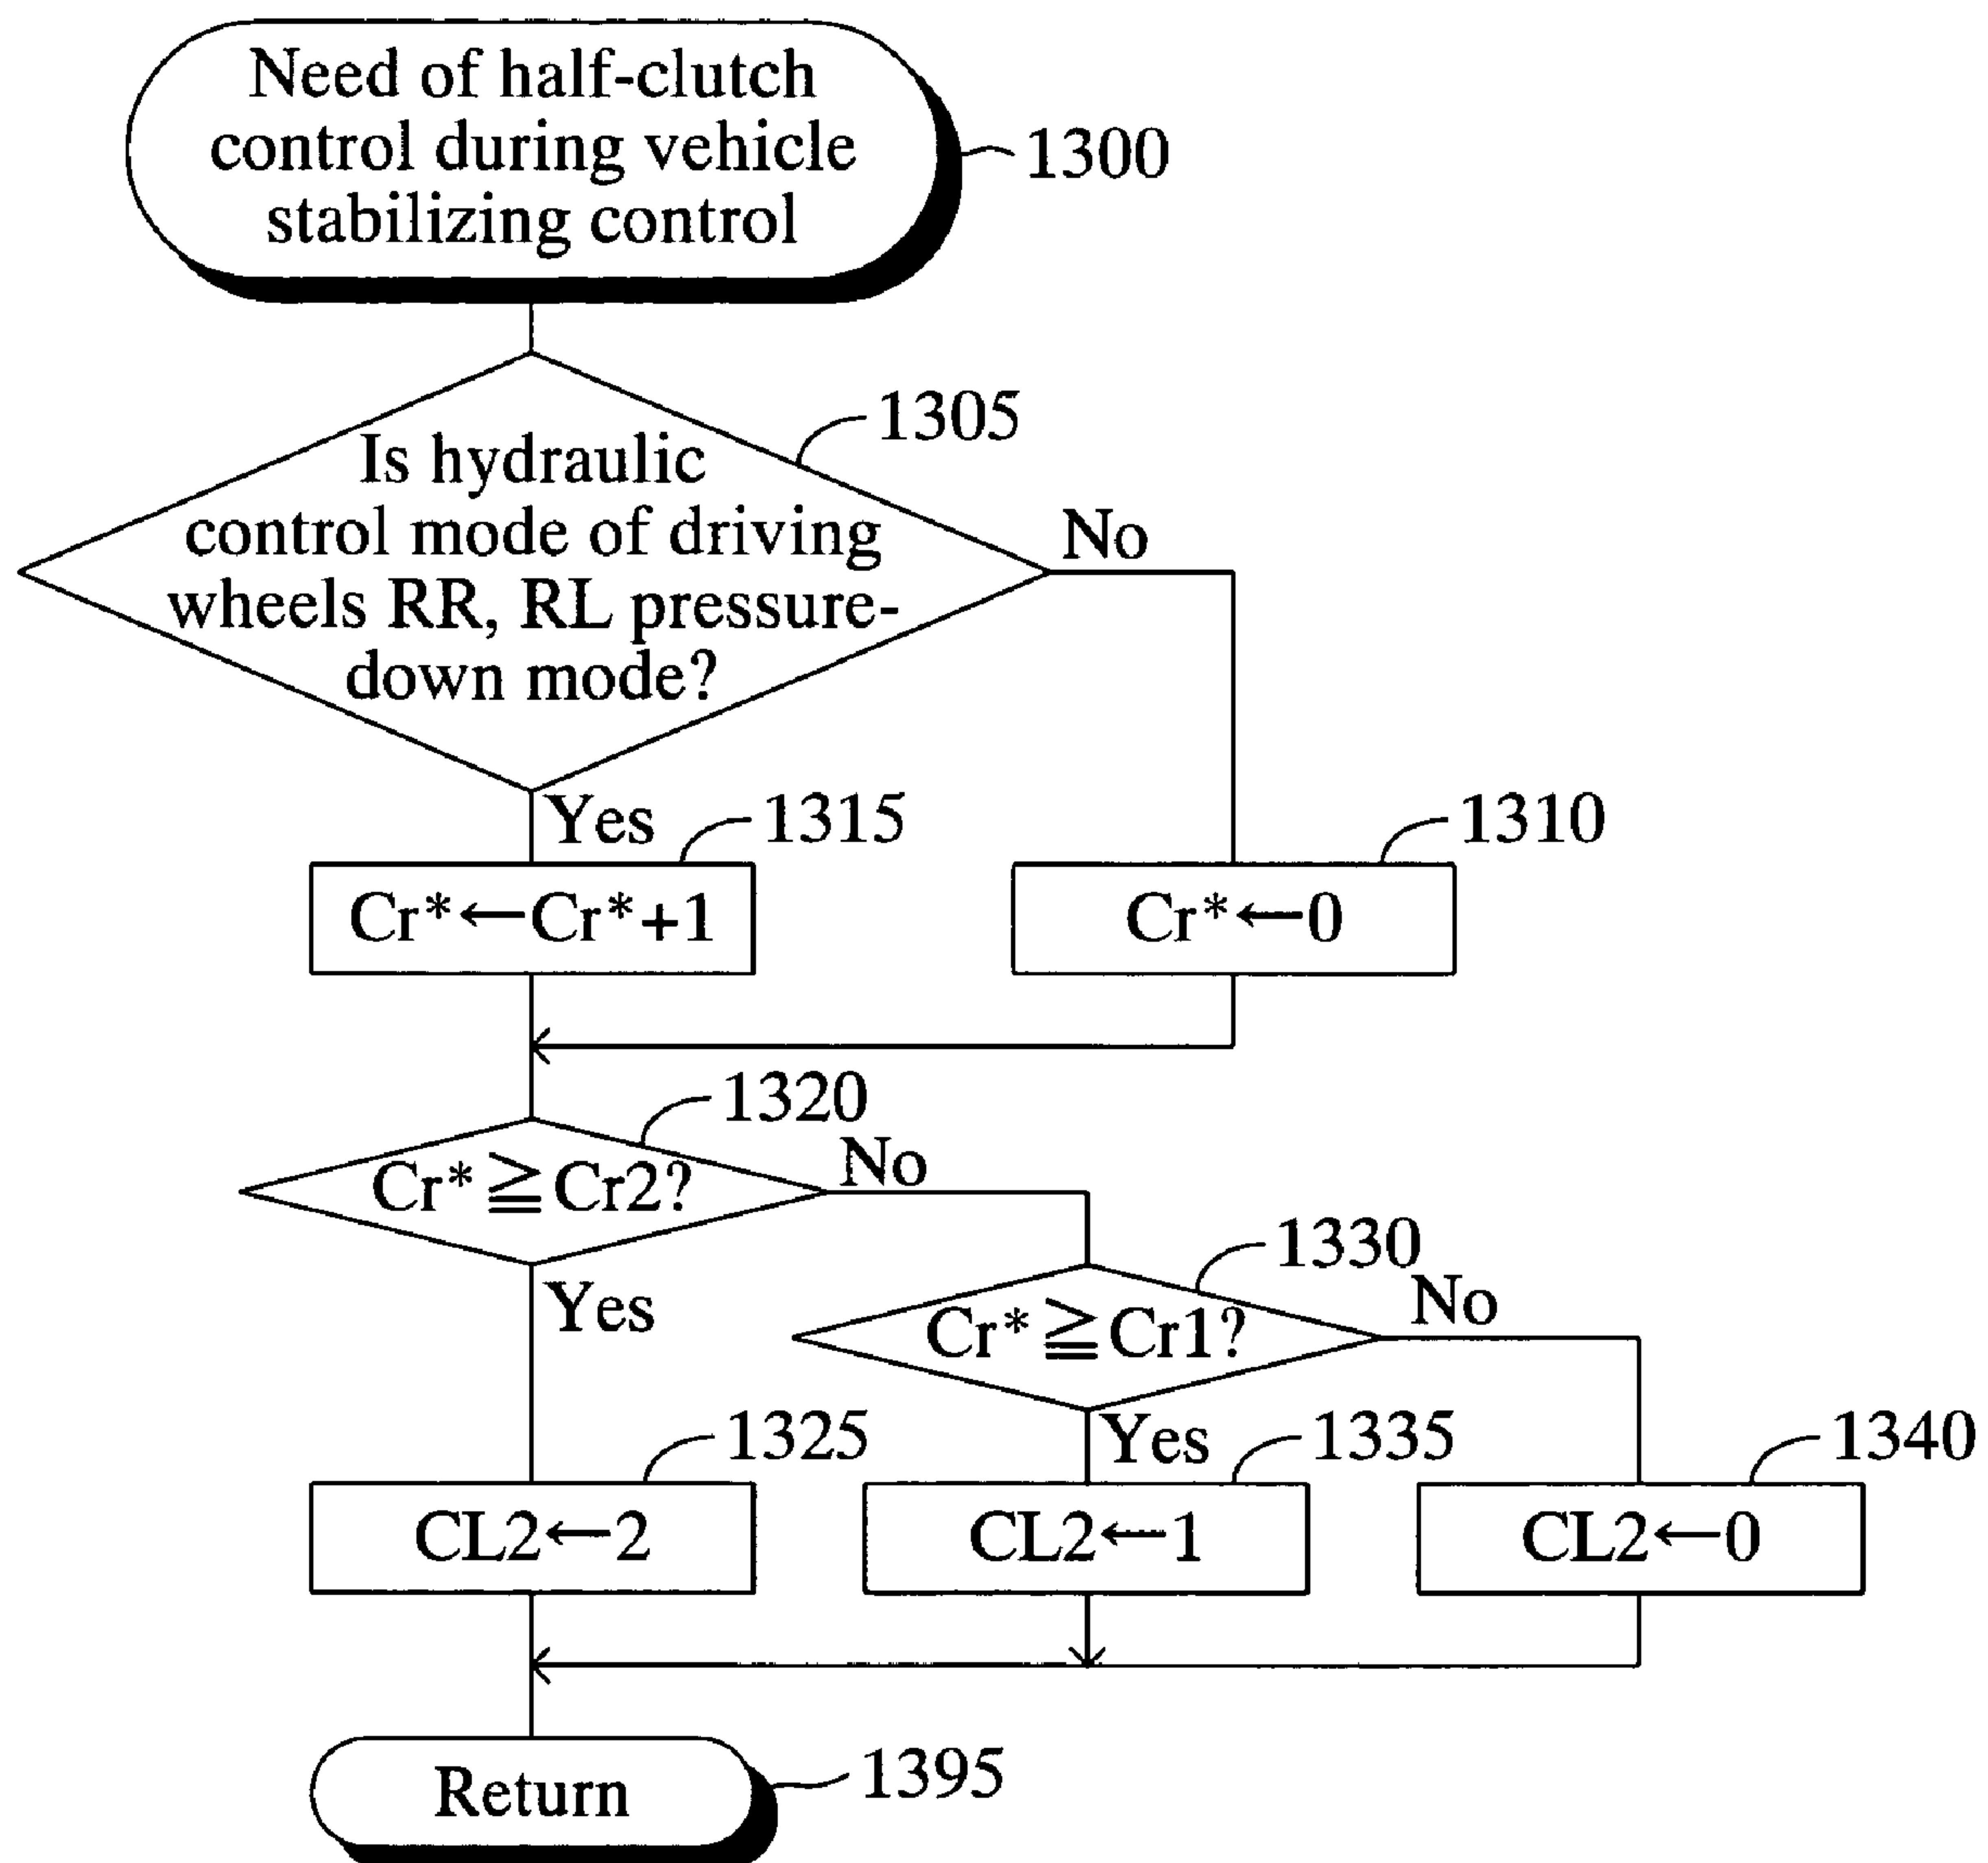 Need of half-clutch
control during vehicle
stabilizing control
1300
1305
Is hydraulic
control mode of driving
wheels RR, RL pressure-
down mode?
No
Yes
1315
1310
Cr*←Cr*+1
Cr*←0
1320
Cr*≧Cr2?
No
1330
Yes
Cr*≧Cr1?
No
1325
Yes
1335
1340
CL2←2
CL2←1
CL2←0
Return
1395